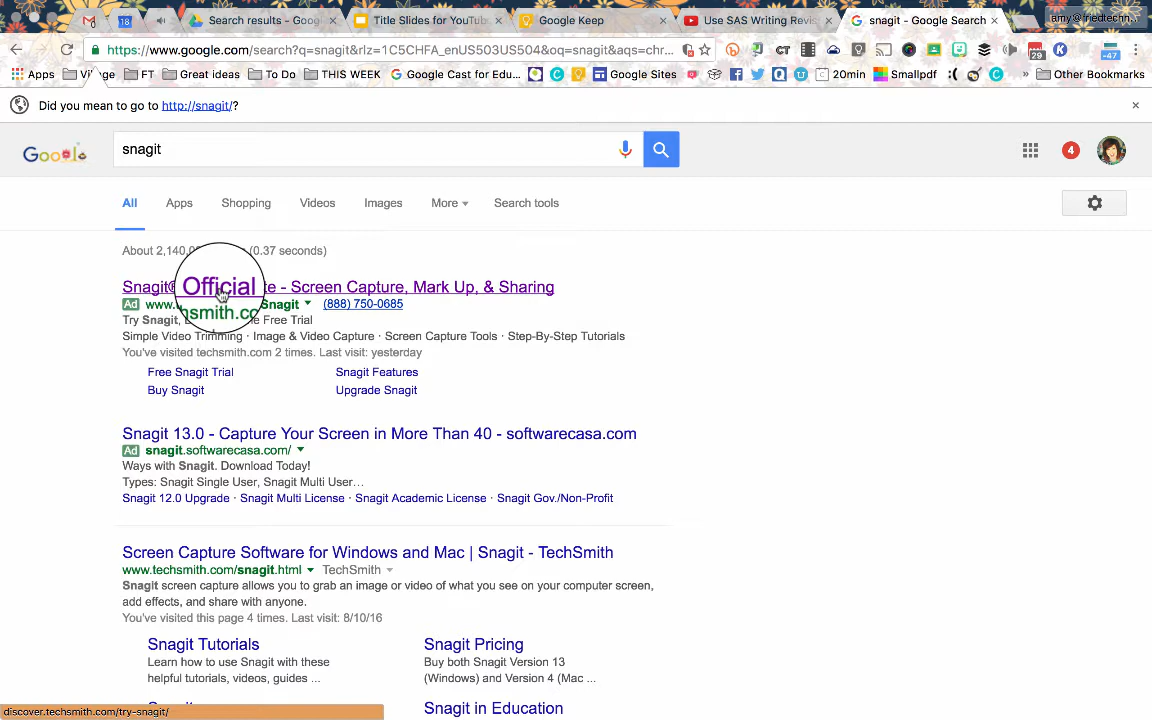 18
Search results - Goog
Title Slides for YouTub
Google Keep
Use SAS Writing Revis
snagit - Google Search
amy@friedtechn...
https://www.google.com/search?q=snagit&rlz=1C5CHFA_enUS503US504&oq=snagit&aqs=chr...
CT
29
K
-47
Apps
FT
Great ideas
To Do
THIS WEEK
Google Cast for Edu...
Google Sites
20min
Smallpdf
Other Bookmarks
Did you mean to go to http://snagit/?
Google
snagit
4
All
Apps
Shopping
Videos
Images
More
Search tools
About 2,140,0 (0.37 seconds)
Snagit® Official te - Screen Capture, Mark Up, & Sharing
Ad www. hsmith.co Snagit (888) 750-0685
Try Snagit, e Free Trial
Simple Video Trimming · Image & Video Capture · Screen Capture Tools · Step-By-Step Tutorials
You've visited techsmith.com 2 times. Last visit: yesterday
Free Snagit Trial
Snagit Features
Buy Snagit
Upgrade Snagit
Snagit 13.0 - Capture Your Screen in More Than 40 - softwarecasa.com
Ad snagit.softwarecasa.com/
Ways with Snagit. Download Today!
Types: Snagit Single User, Snagit Multi User...
Snagit 12.0 Upgrade · Snagit Multi License · Snagit Academic License · Snagit Gov./Non-Profit
Screen Capture Software for Windows and Mac | Snagit - TechSmith
www.techsmith.com/snagit.html TechSmith
Snagit screen capture allows you to grab an image or video of what you see on your computer screen,
add effects, and share with anyone.
You've visited this page 4 times. Last visit: 8/10/16
Snagit Tutorials
Learn how to use Snagit with these
helpful tutorials, videos, guides ...
Snagit Pricing
Buy both Snagit Version 13
(Windows) and Version 4 (Mac ...
Snagit in Education
discover.techsmith.com/try-snagit/